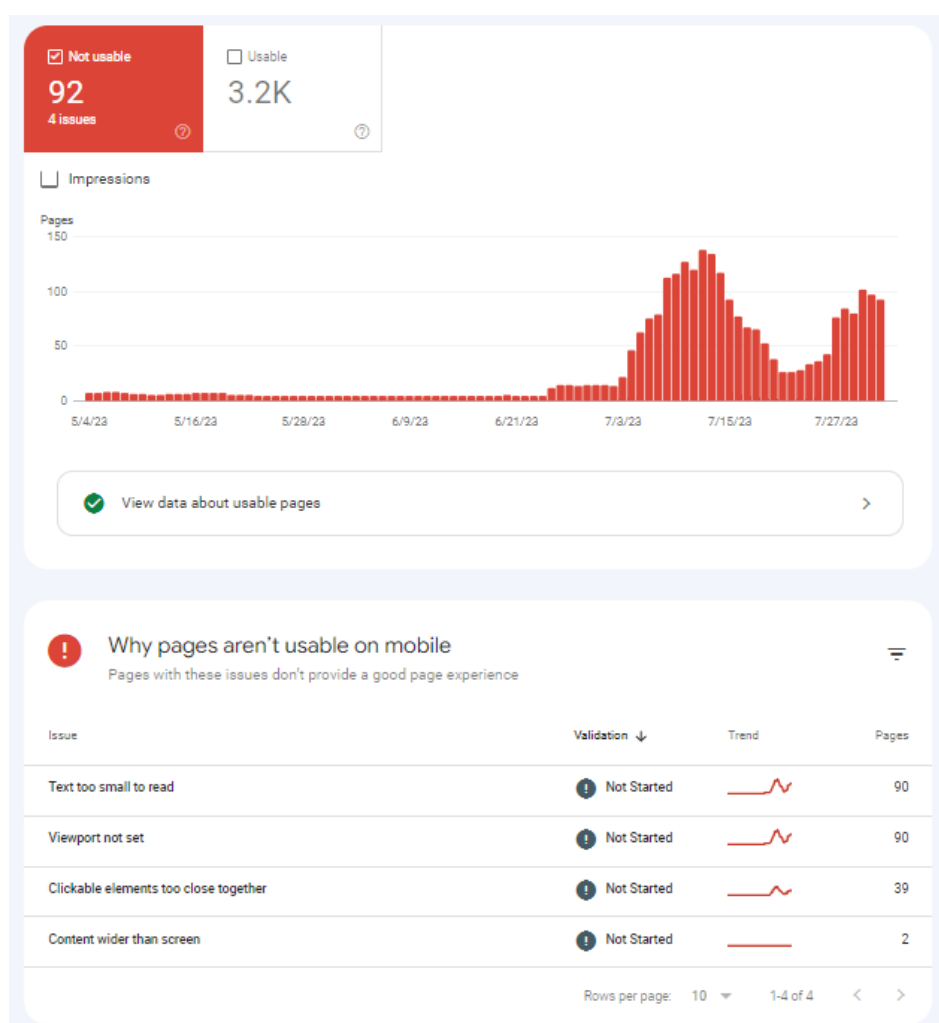 Not usable Usable
92 3.2K
4 issues
Impressions
Pages
150
100
50
0
5/4/23 5/16/23 5/28/23 6/9/23 6/21/23 7/3/23 7/15/23 7/27/23
View data about usable pages
Why pages aren't usable on mobile
Pages with these issues don't provide a good page experience
Issue Validation Trend Pages
Text too small to read Not Started 90
Viewport not set Not Started 90
Clickable elements too close together Not Started 39
Content wider than screen Not Started 2
Rows per page: 10 1-4 of 4